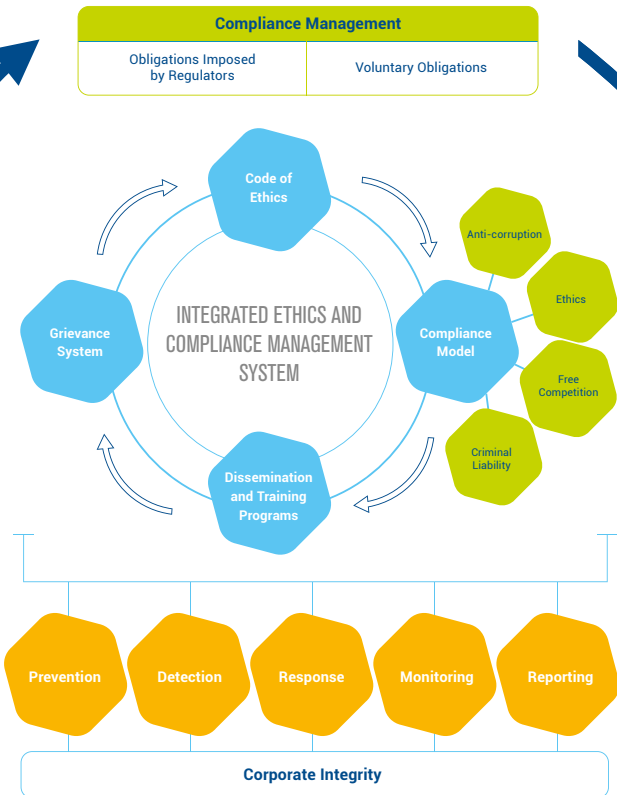 Compliance Management
Obligations Imposed
by Regulators
Voluntary Obligations
Code of
Ethics
Anti-corruption
Ethics
Free
Competition
Criminal
Liability
Compliance
Model
Grievance
System
INTEGRATED ETHICS AND
COMPLIANCE MANAGEMENT
SYSTEM
Dissemination
and Training
Programs
Prevention
Detection
Response
Monitoring
Reporting
Corporate Integrity